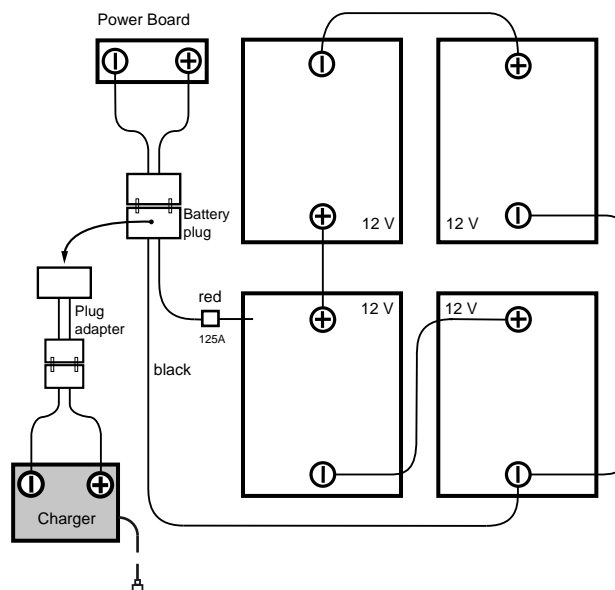 Power Board
12 V
12 V
Battery
plug
red
125A
12 V
12 V
Plug
adapter
black
Charger